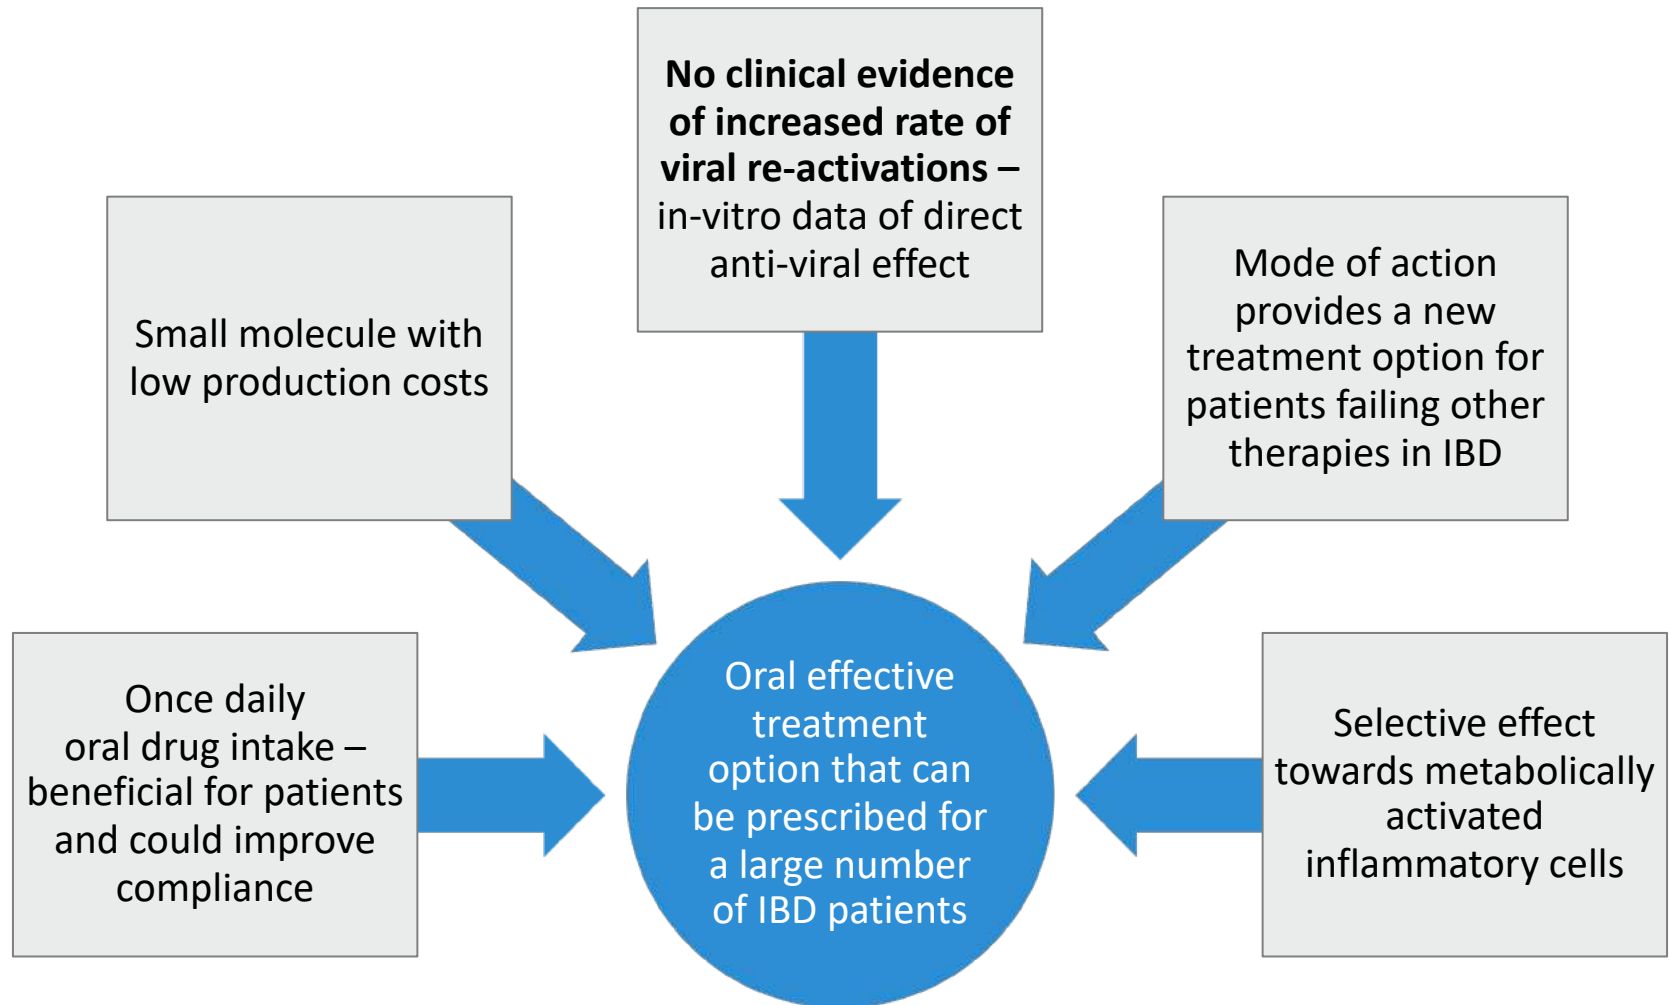 No clinical evidence
of increased rate of
viral re-activations –
in-vitro data of direct
anti-viral effect
Small molecule with
low production costs
Mode of action
provides a new
treatment option for
patients failing other
therapies in IBD
Once daily
oral drug intake –
beneficial for patients
and could improve
compliance
Oral effective
treatment
option that can
be prescribed for
a large number
of IBD patients
Selective effect
towards metabolically
activated
inflammatory cells